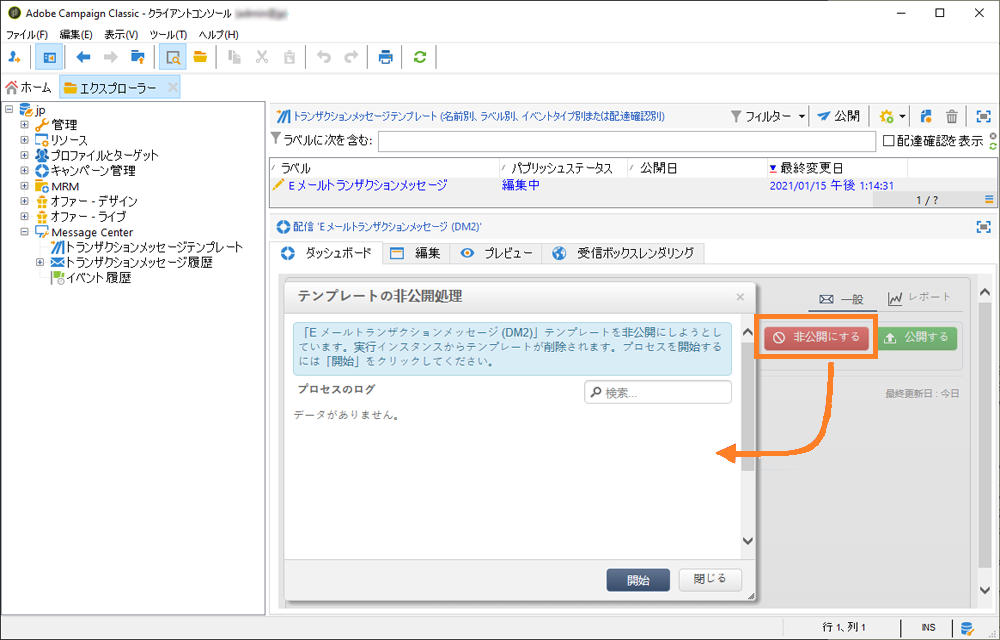 Adobe Campaign Classic - クライアントコンソール
ファイル(F) 編集(E) 表示(V) ツール(T) ヘルプ(H)
ホーム エクスプローラー
jp
管理
リソース
プロファイルとターゲット
キャンペーン管理
MRM
オファー - デザイン
オファー - ライブ
Message Center
トランザクションメッセージテンプレート
トランザクションメッセージ履歴
イベント履歴
トランザクションメッセージテンプレート (名前別、ラベル別、イベントタイプ別または配達確認別)
フィルター 公開
ラベルに次を含む:
配達確認を表示
ラベル パブリッシュステータス 公開日 最終変更日
E メールトランザクションメッセージ 編集中 2021/01/15 午後 1:14:31
1 / ?
配信 'E メールトランザクションメッセージ (DM2)'
ダッシュボード 編集 プレビュー 受信ボックスレンダリング
テンプレートの非公開処理
一般 レポート
「E メールトランザクションメッセージ (DM2)」テンプレートを非公開にしようとし
ています。実行インスタンスからテンプレートが削除されます。プロセスを開始する
には「開始」をクリックしてください。
非公開にする 公開する
プロセスのログ
検索...
最終更新日 : 今日
データがありません。
開始 閉じる
行 1、列 1 INS